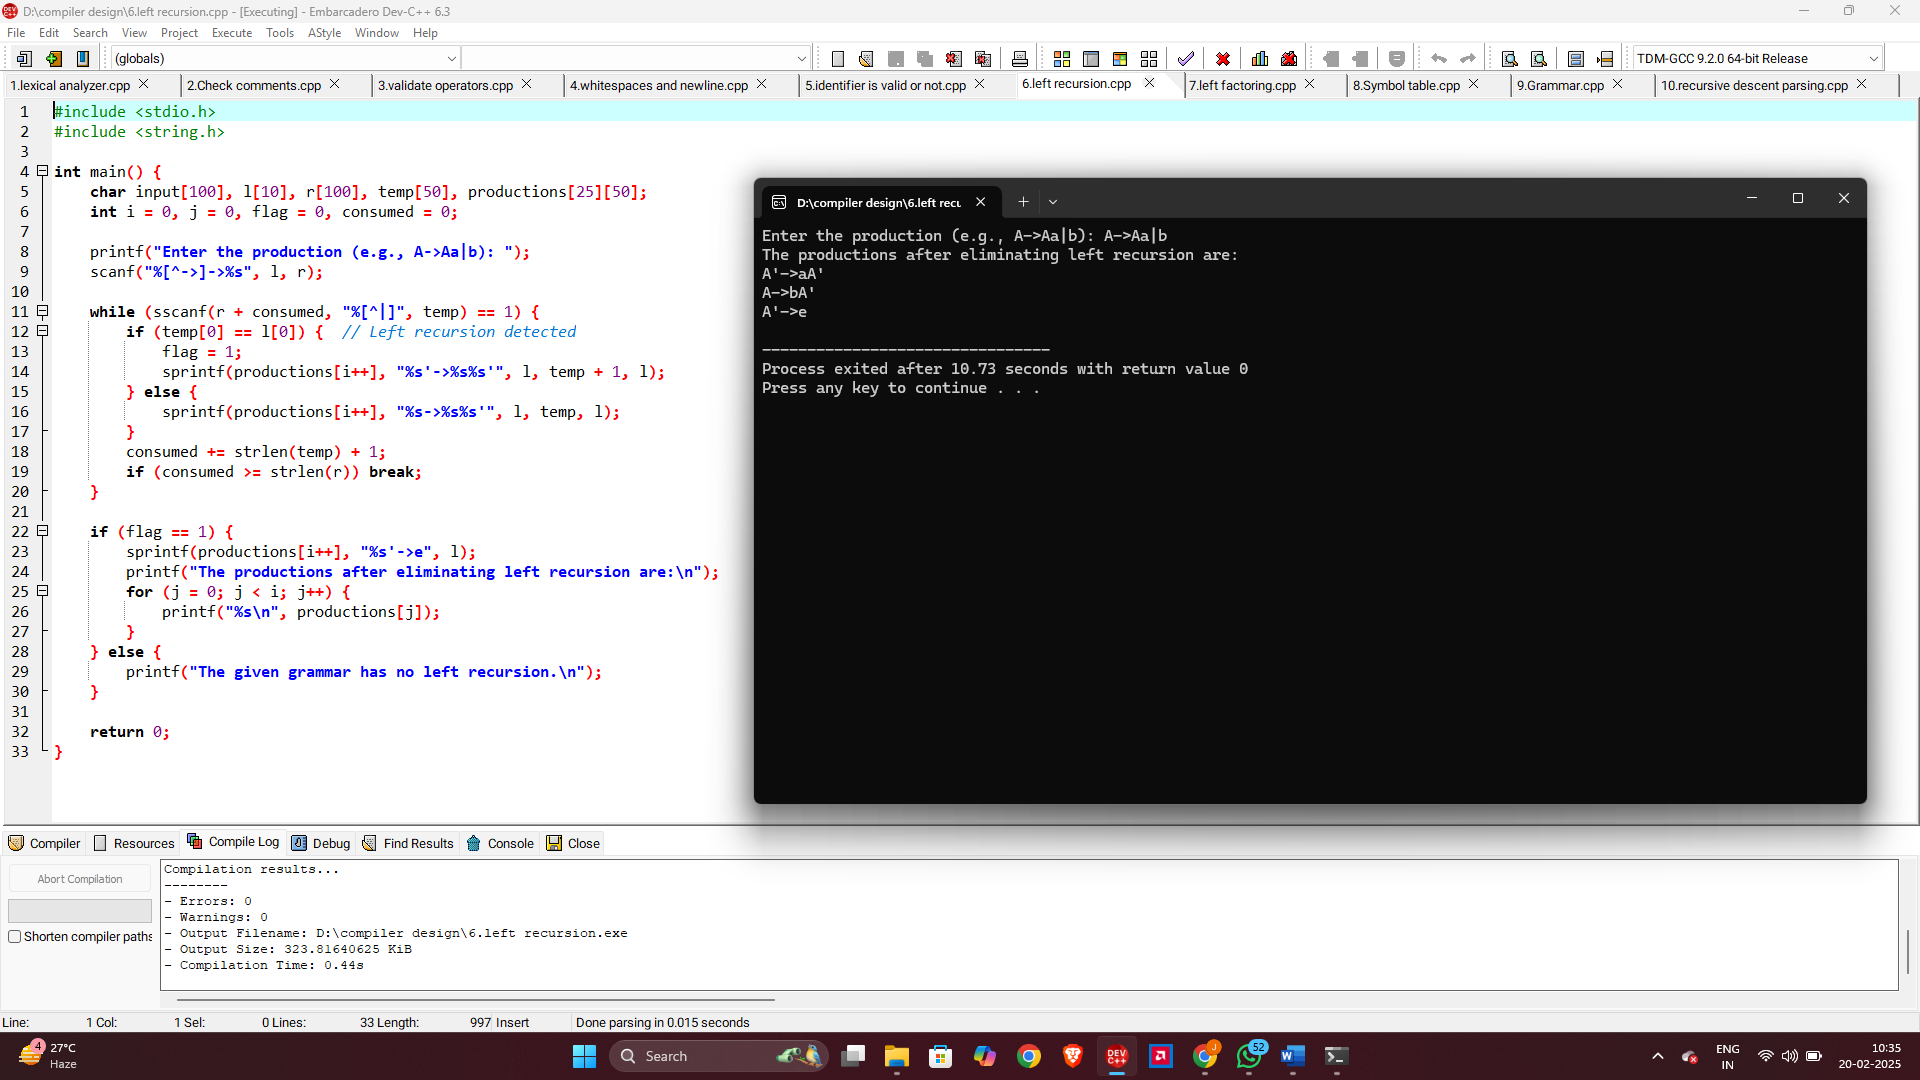 D:\compiler design\6.left recursion.cpp - [Executing] - Embarcadero Dev-C++ 6.3
File Edit Search View Project Execute Tools AStyle Window Help
(globals)
TDM-GCC 9.2.0 64-bit Release
1.lexical analyzer.cpp 2.Check comments.cpp 3.validate operators.cpp 4.whitespaces and newline.cpp 5.identifier is valid or not.cpp 6.left recursion.cpp 7.left factoring.cpp 8.Symbol table.cpp 9.Grammar.cpp 10.recursive descent parsing.cpp
1 #include <stdio.h>
2 #include <string.h>
3
4 int main() {
5 char input[100], l[10], r[100], temp[50], productions[25][50];
6 int i = 0, j = 0, flag = 0, consumed = 0;
7
8 printf("Enter the production (e.g., A->Aa|b): ");
9 scanf("%[^->]->%s", l, r);
10
11 while (sscanf(r + consumed, "%[^|]", temp) == 1) {
12 if (temp[0] == l[0]) { // Left recursion detected
13 flag = 1;
14 sprintf(productions[i++], "%s'->%s%s'", l, temp + 1, l);
15 } else {
16 sprintf(productions[i++], "%s->%s%s'", l, temp, l);
17 }
18 consumed += strlen(temp) + 1;
19 if (consumed >= strlen(r)) break;
20 }
21
22 if (flag == 1) {
23 sprintf(productions[i++], "%s'->e", l);
24 printf("The productions after eliminating left recursion are:\n");
25 for (j = 0; j < i; j++) {
26 printf("%s\n", productions[j]);
27 }
28 } else {
29 printf("The given grammar has no left recursion.\n");
30 }
31
32 return 0;
33 }
D:\compiler design\6.left recu
Enter the production (e.g., A->Aa|b): A->Aa|b
The productions after eliminating left recursion are:
A'->aA'
A->bA'
A'->e
--------------------------------
Process exited after 10.73 seconds with return value 0
Press any key to continue . . .
Compiler Resources Compile Log Debug Find Results Console Close
Abort Compilation
Shorten compiler paths
Compilation results...
--------
- Errors: 0
- Warnings: 0
- Output Filename: D:\compiler design\6.left recursion.exe
- Output Size: 323.81640625 KiB
- Compilation Time: 0.44s
Line: 1 Col: 1 Sel: 0 Lines: 33 Length: 997 Insert Done parsing in 0.015 seconds
4
27°C
Haze
Search
DEV C++
J
52
ENG
IN
10:35
20-02-2025